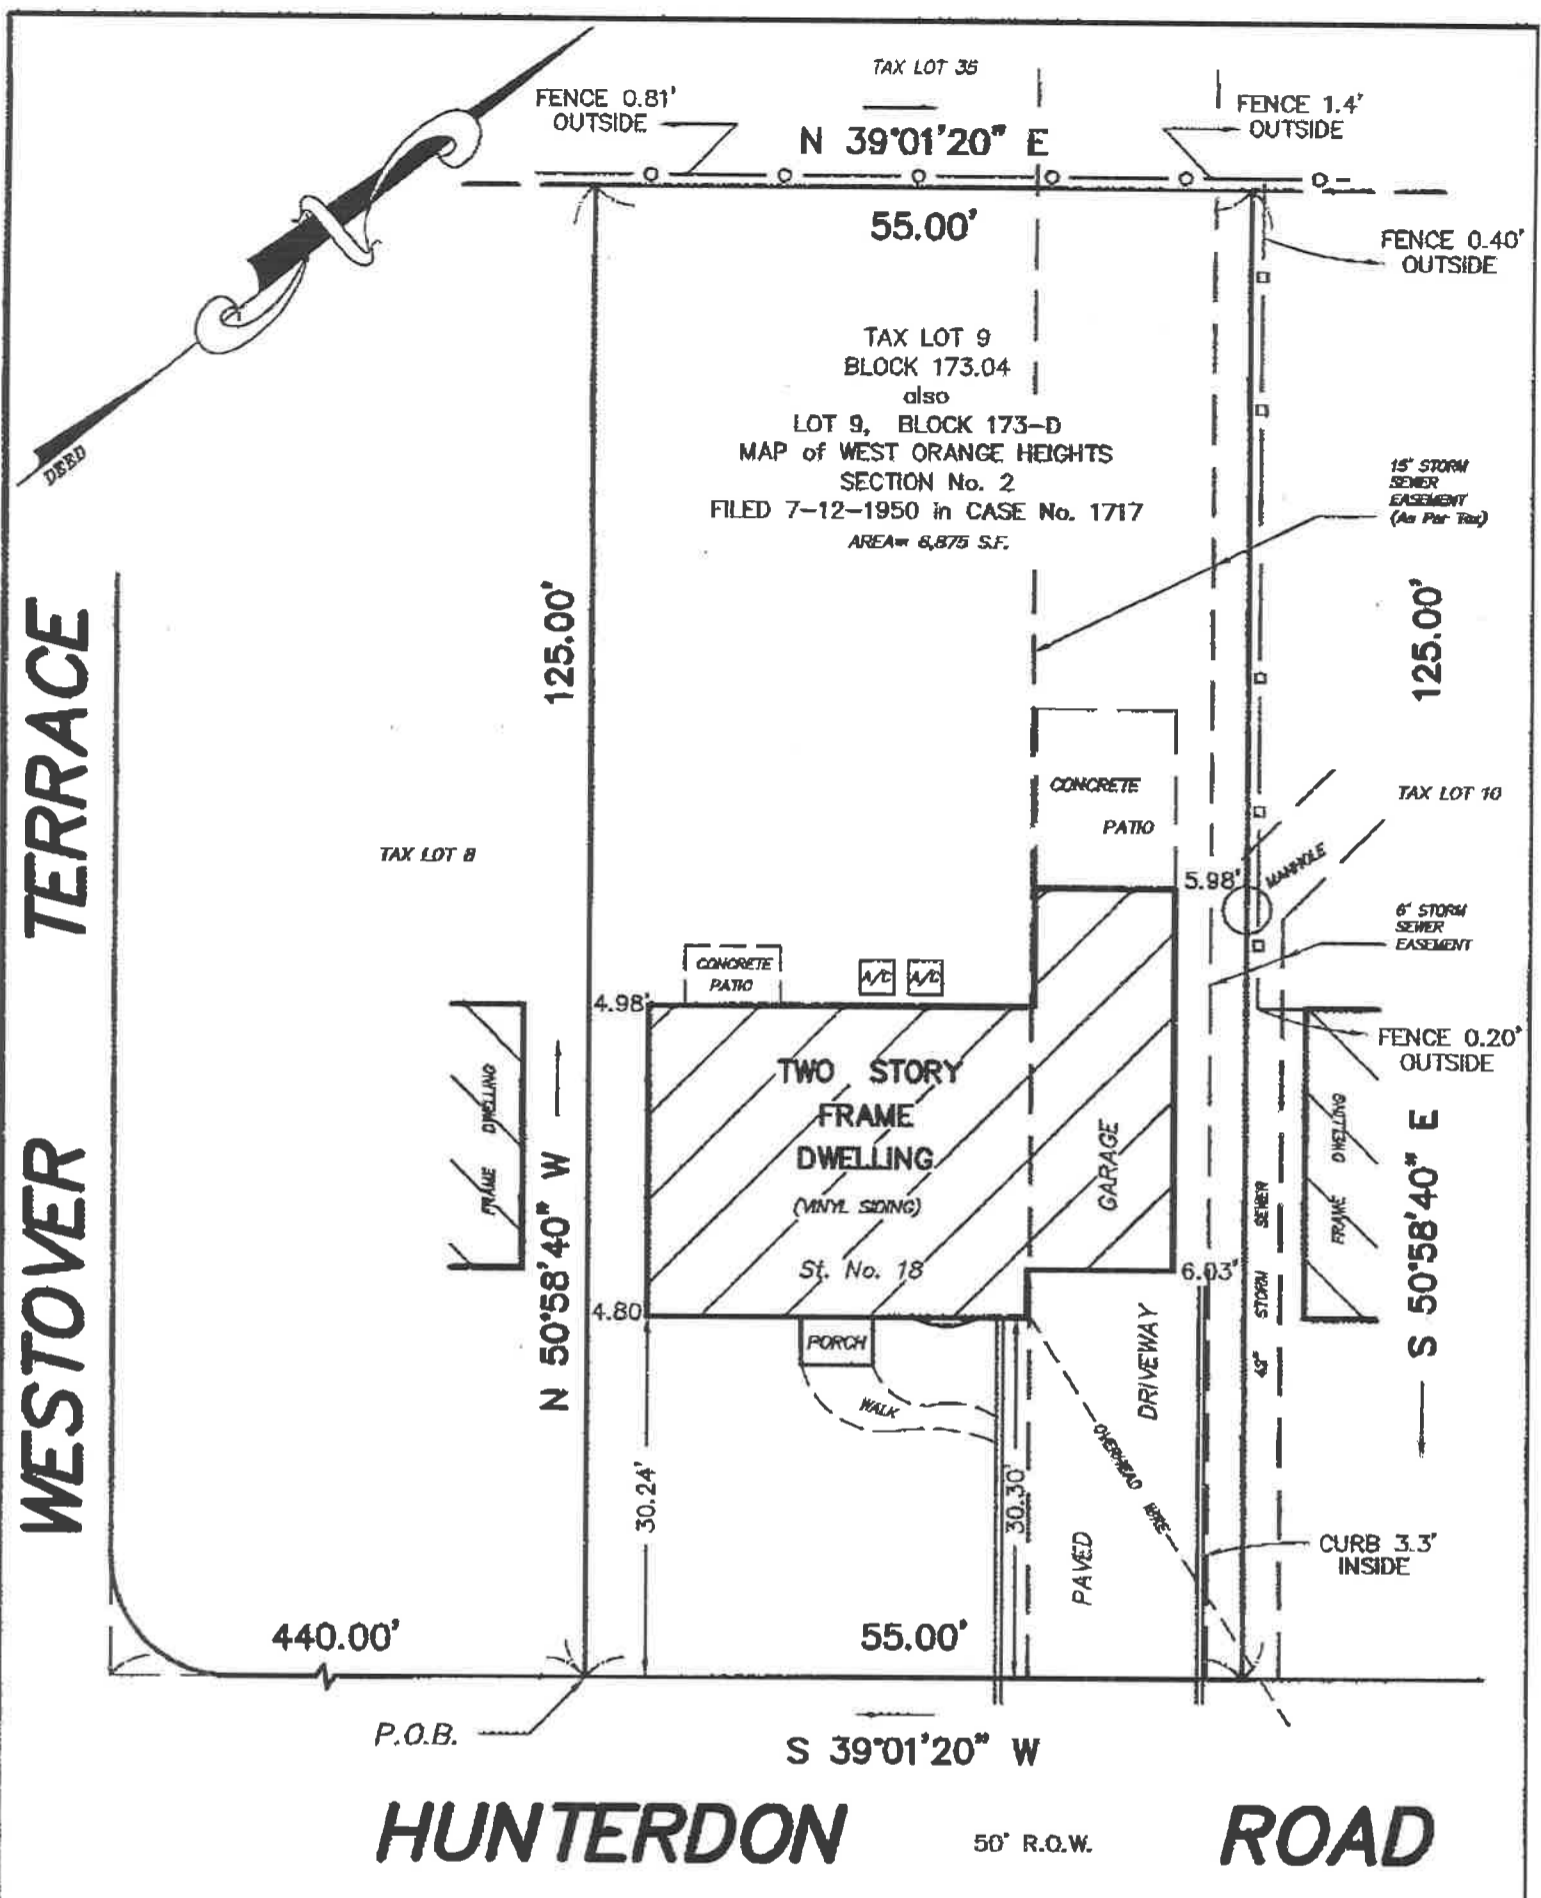 TAX LOT 35
FENCE 0.81'
OUTSIDE
FENCE 1.4'
OUTSIDE
N 39°01'20" E
55.00'
FENCE 0.40'
OUTSIDE
DEED
TAX LOT 9
BLOCK 173.04
also
LOT 9, BLOCK 173-D
MAP of WEST ORANGE HEIGHTS
SECTION No. 2
FILED 7-12-1950 in CASE No. 1717
AREA= 6,875 S.F.
15' STORM
SEWER
EASEMENT
(As Per Tax)
125.00'
125.00'
WESTOVER TERRACE
TAX LOT 8
CONCRETE
PATIO
TAX LOT 10
5.98'
MANHOLE
6' STORM
SEWER
EASEMENT
CONCRETE
PATIO
A/C
A/C
4.98'
FENCE 0.20'
OUTSIDE
FRAME DWELLING
TWO STORY
FRAME
DWELLING
(VINYL SIDING)
St. No. 18
GARAGE
FRAME DWELLING
N 50°58'40" W
S 50°58'40" E
48" STORM SEWER
4.80'
6.03'
PORCH
WALK
PAVED DRIVEWAY
OVERHEAD WIRE
30.24'
30.30'
CURB 3.3'
INSIDE
440.00'
55.00'
P.O.B.
S 39°01'20" W
HUNTERDON 50' R.O.W. ROAD